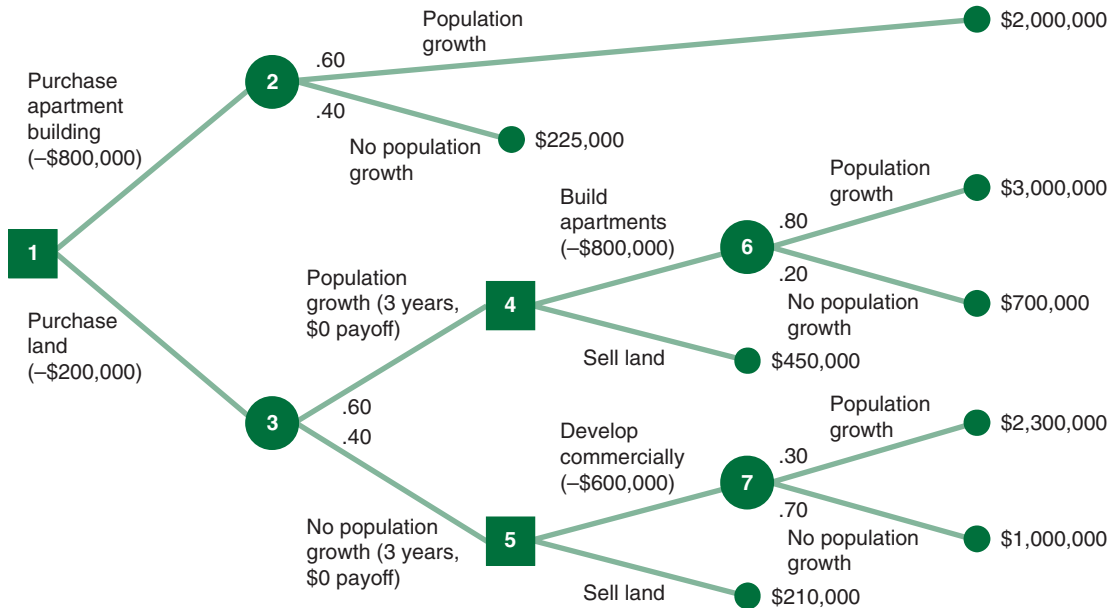 Population
growth
$2,000,000
.60
2
.40
Purchase
apartment
building
(–$800,000)
No population
growth
$225,000
1
Purchase
land
(–$200,000)
Population
growth (3 years,
$0 payoff)
3
.60
.40
No population
growth (3 years,
$0 payoff)
Build
apartments
(–$800,000)
4
Sell land
$450,000
6
.80
.20
Population
growth
$3,000,000
No population
growth
$700,000
Develop
commercially
(–$600,000)
5
Sell land
$210,000
7
.30
.70
Population
growth
$2,300,000
No population
growth
$1,000,000